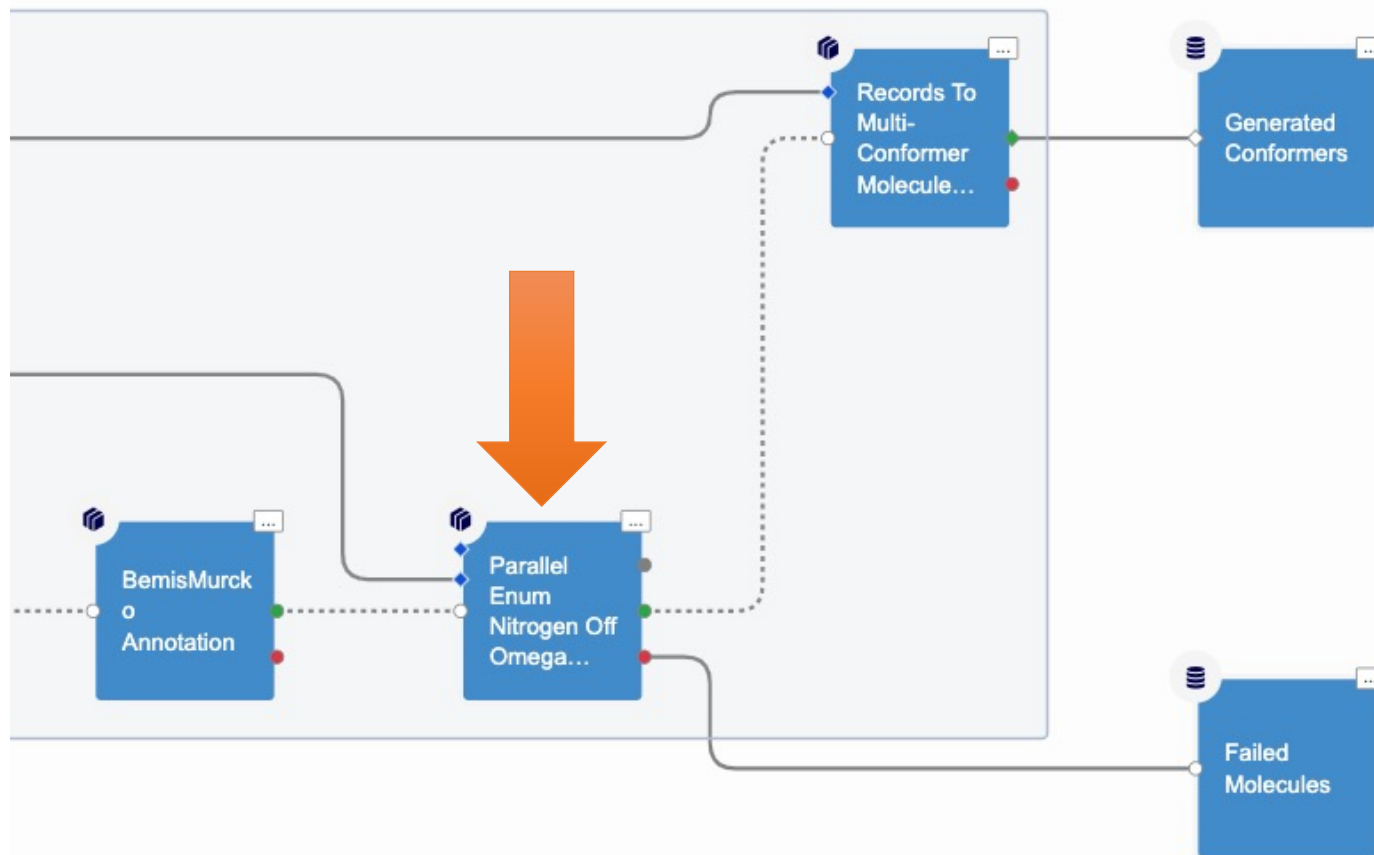 Records To
Multi-
Conformer
Molecule...
Generated
Conformers
BemisMurck
o
Annotation
Parallel
Enum
Nitrogen Off
Omega...
Failed
Molecules